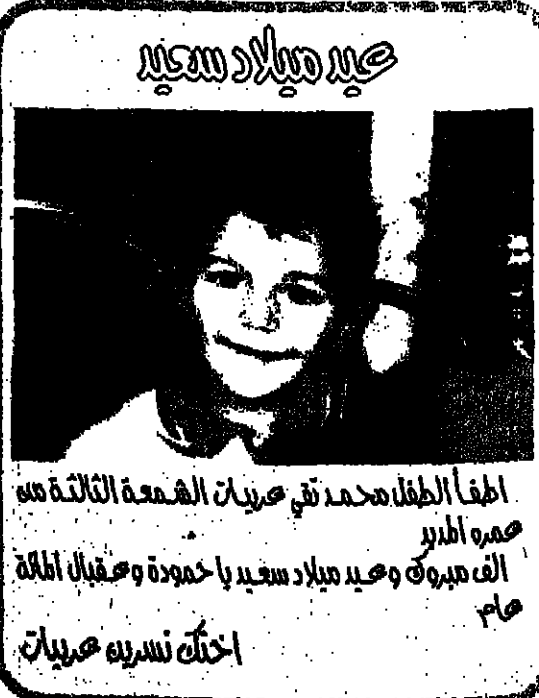 عيد ميلاد سعيد
اطفأ الطفل محمد تقي عربيات الشمعة الثالثة من
عمره المديد
الف مبروك وعيد ميلاد سعيد يا حمودة وعقبال المائة
عام
اختك نسرين عربيات